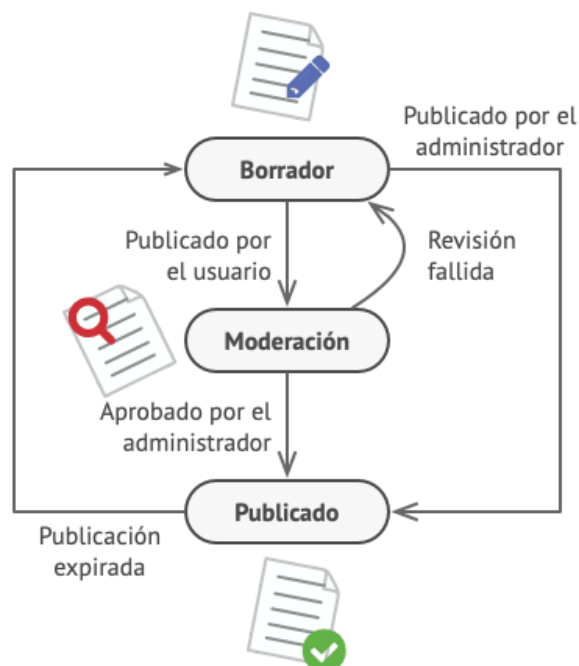 Publicado por el
administrador
Borrador
Publicado por
el usuario
Revisión
fallida
Moderación
Aprobado por el
administrador
Publicado
Publicación
expirada